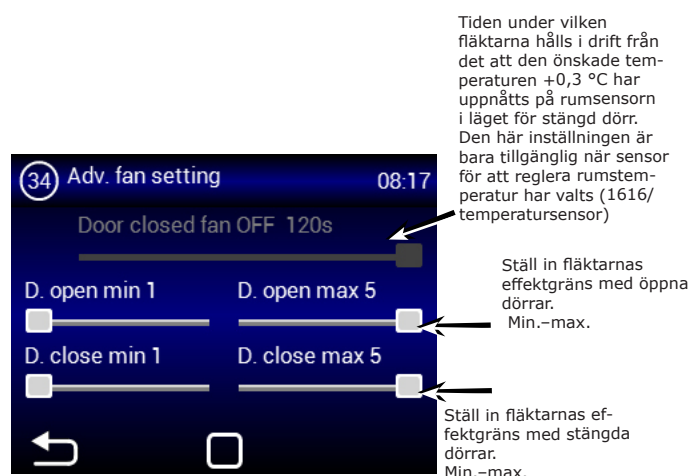 Tiden under vilken
fläktarna hålls i drift från
det att den önskade tem-
peraturen +0,3 °C har
uppnåtts på rumsensorn
i läget för stängd dörr.
Den här inställningen är
bara tillgänglig när sensor
för att reglera rumstem-
peratur har valts (1616/
temperatursensor)
34 Adv. fan setting 08:17
Door closed fan OFF 120s
D. open min 1 D. open max 5
D. close min 1 D. close max 5
Ställ in fläktarnas
effektgräns med öppna
dörrar.
Min.–max.
Ställ in fläktarnas ef-
fektgräns med stängda
dörrar.
Min.–max.